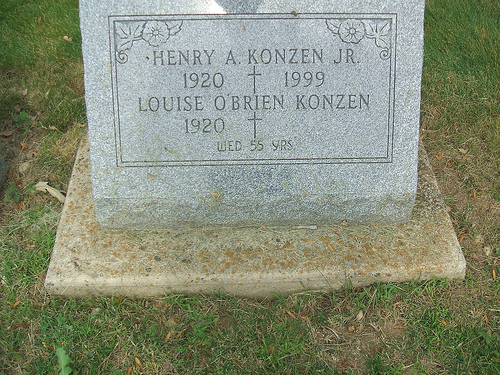 HENRY A. KONZEN JR.
1920 † 1999
LOUISE O'BRIEN KONZEN
1920 †
WED 55 YRS